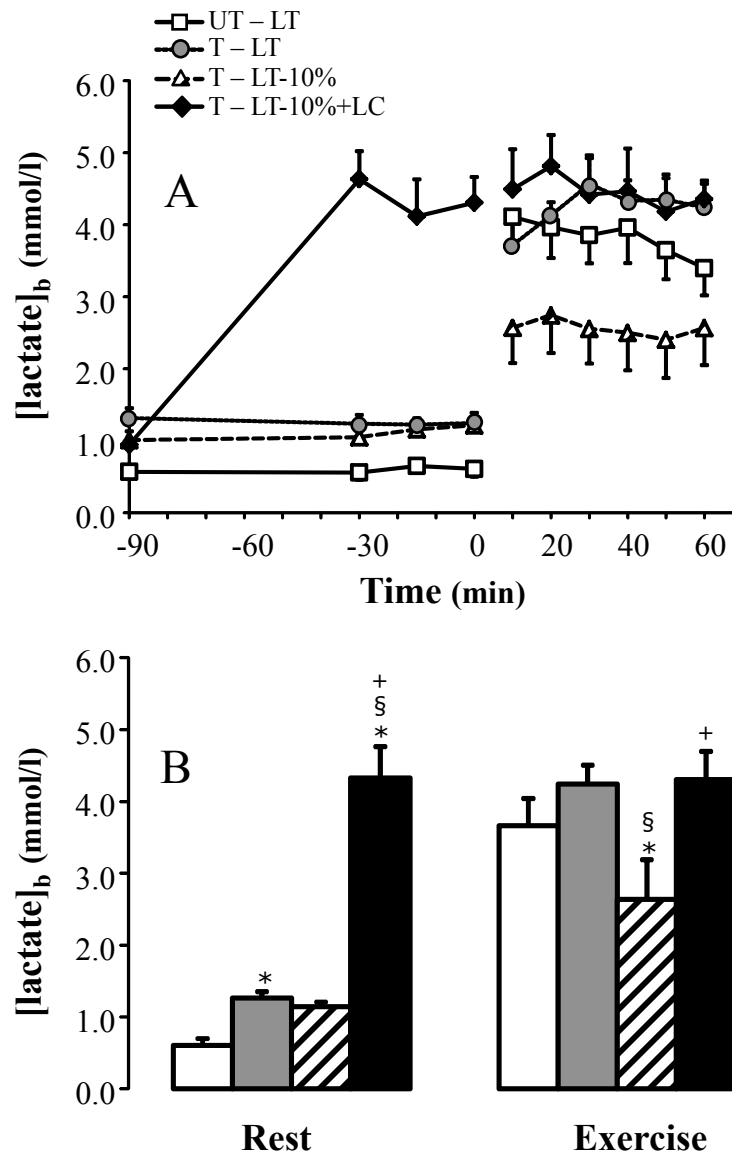 UT – LT
T – LT
T – LT-10%
T – LT-10%+LC
6.0
5.0
4.0
3.0
2.0
1.0
0.0
A
[lactate]b (mmol/l)
-90 -60 -30 0 20 40 60
Time (min)
6.0
5.0
4.0
3.0
2.0
1.0
0.0
B
[lactate]b (mmol/l)
*
+
§
*
§
*
+
Rest Exercise